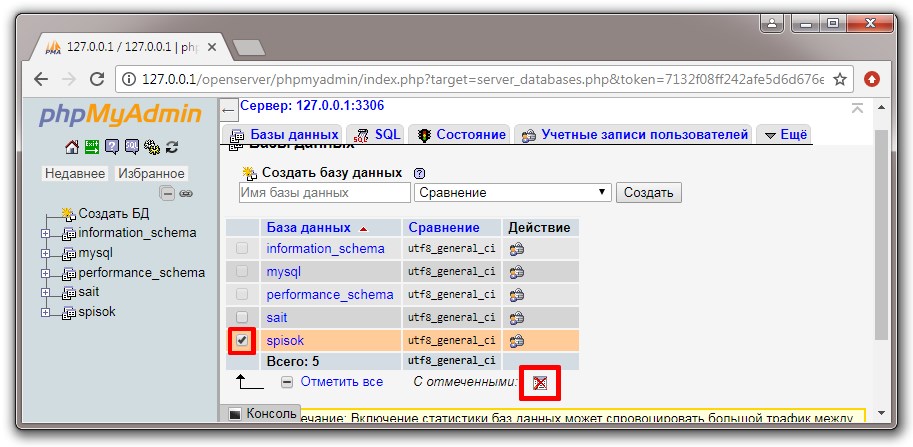 127.0.0.1 / 127.0.0.1 | php
127.0.0.1/openserver/phpmyadmin/index.php?target=server_databases.php&token=7132f08ff242afe5d6d676e
phpMyAdmin
Недавнее Избранное
Создать БД
information_schema
mysql
performance_schema
sait
spisok
Сервер: 127.0.0.1:3306
Базы данных SQL Состояние Учетные записи пользователей Ещё
Базы данных
Создать базу данных
Имя базы данных Сравнение Создать
База данных Сравнение Действие
information_schema utf8_general_ci
mysql utf8_general_ci
performance_schema utf8_general_ci
sait utf8_general_ci
spisok utf8_general_ci
Всего: 5 utf8_general_ci
Отметить все С отмеченными:
Консоль
ечание: Включение статистики баз данных может спровоцировать большой трафик между